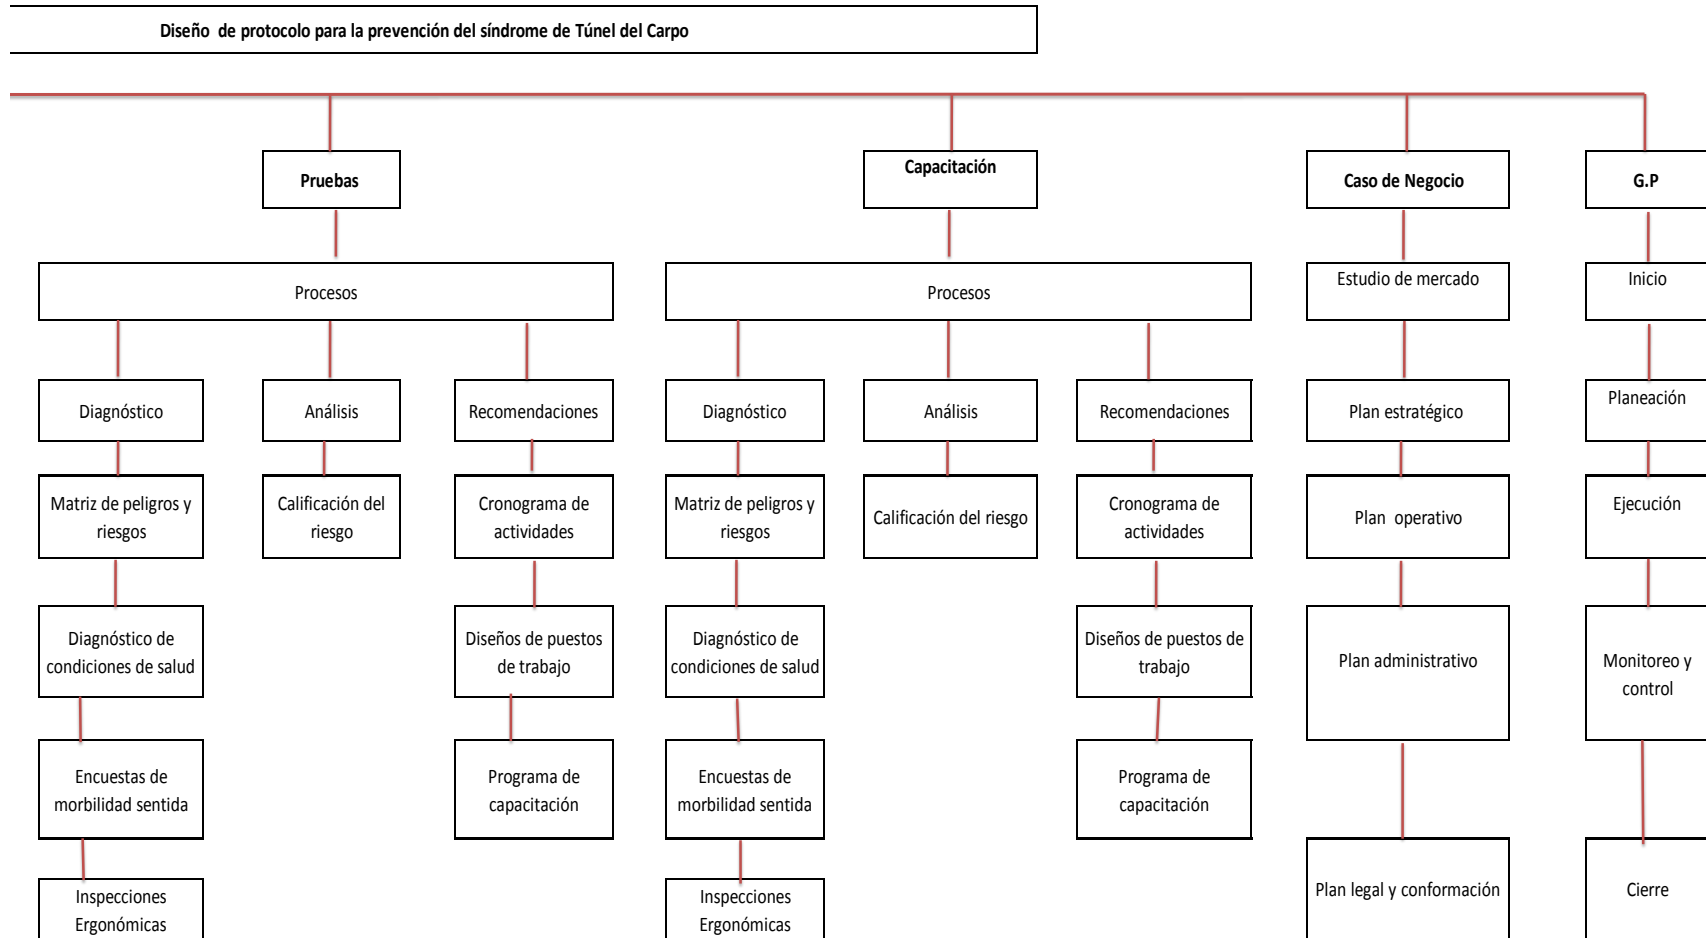 Diseño de protocolo para la prevención del síndrome de Túnel del Carpo
Pruebas
Capacitación
Caso de Negocio
G.P
Procesos
Procesos
Estudio de mercado
Inicio
Diagnóstico
Análisis
Recomendaciones
Diagnóstico
Análisis
Recomendaciones
Plan estratégico
Planeación
Matriz de peligros y
riesgos
Calificación del
riesgo
Cronograma de
actividades
Matriz de peligros y
riesgos
Calificación del riesgo
Cronograma de
actividades
Plan operativo
Ejecución
Diagnóstico de
condiciones de salud
Diseños de puestos
de trabajo
Diagnóstico de
condiciones de salud
Diseños de puestos de
trabajo
Plan administrativo
Monitoreo y
control
Encuestas de
morbilidad sentida
Programa de
capacitación
Encuestas de
morbilidad sentida
Programa de
capacitación
Inspecciones
Ergonómicas
Inspecciones
Ergonómicas
Plan legal y conformación
Cierre